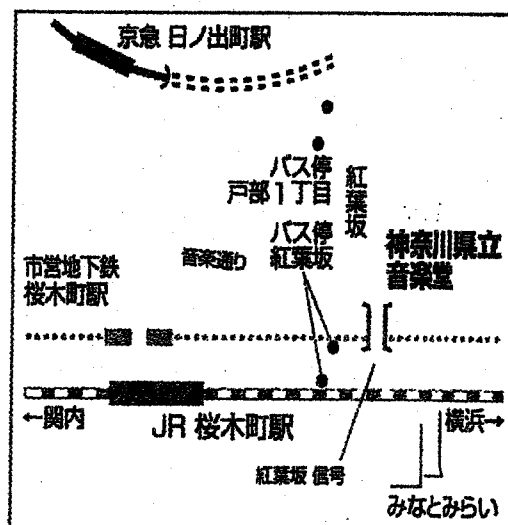 京急 日ノ出町駅
バス停
戸部1丁目
紅葉坂
バス停
紅葉坂
音楽通り
神奈川県立
音楽堂
市営地下鉄
桜木町駅
←関内
JR 桜木町駅
横浜→
紅葉坂 信号
みなとみらい